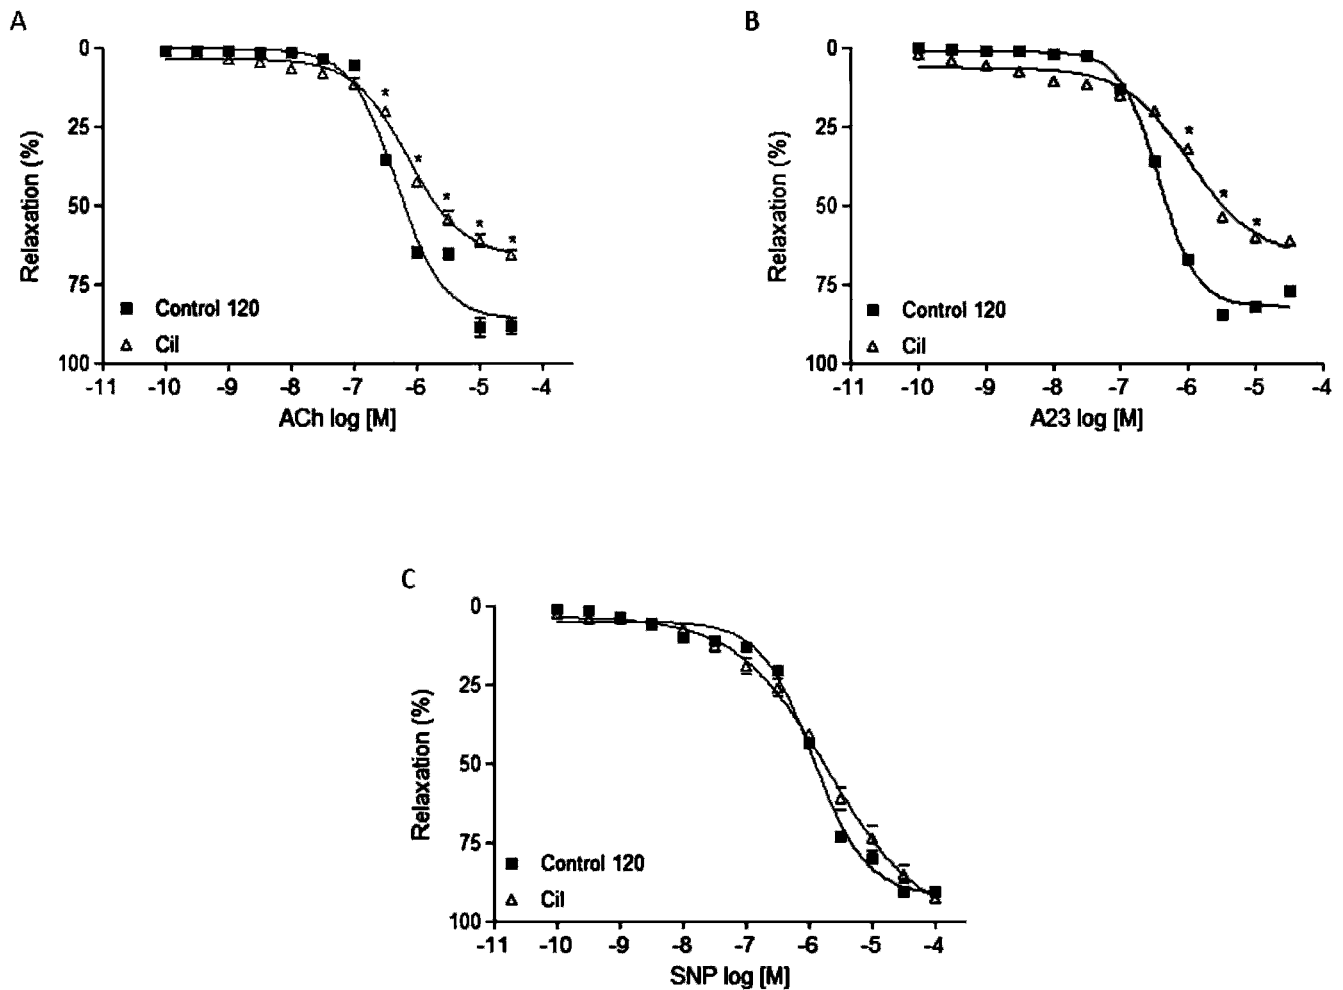 A
Relaxation (%)
0
25
50
75
100
* * * * *
Control 120
Cil
-11 -10 -9 -8 -7 -6 -5 -4
ACh log [M]
B
Relaxation (%)
0
25
50
75
100
* * *
Control 120
Cil
-11 -10 -9 -8 -7 -6 -5 -4
A23 log [M]
C
Relaxation (%)
0
25
50
75
100
Control 120
Cil
-11 -10 -9 -8 -7 -6 -5 -4
SNP log [M]